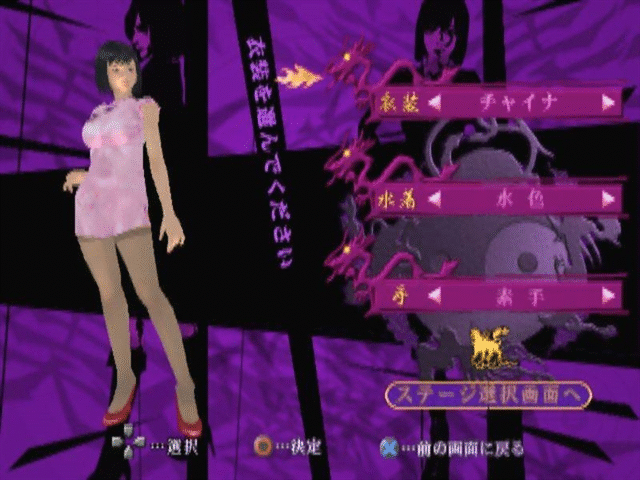 衣装を選んでください
衣装 チャイナ
水着 水色
手 素手
ステージ選択画面へ
…選択 …決定 …前の画面に戻る